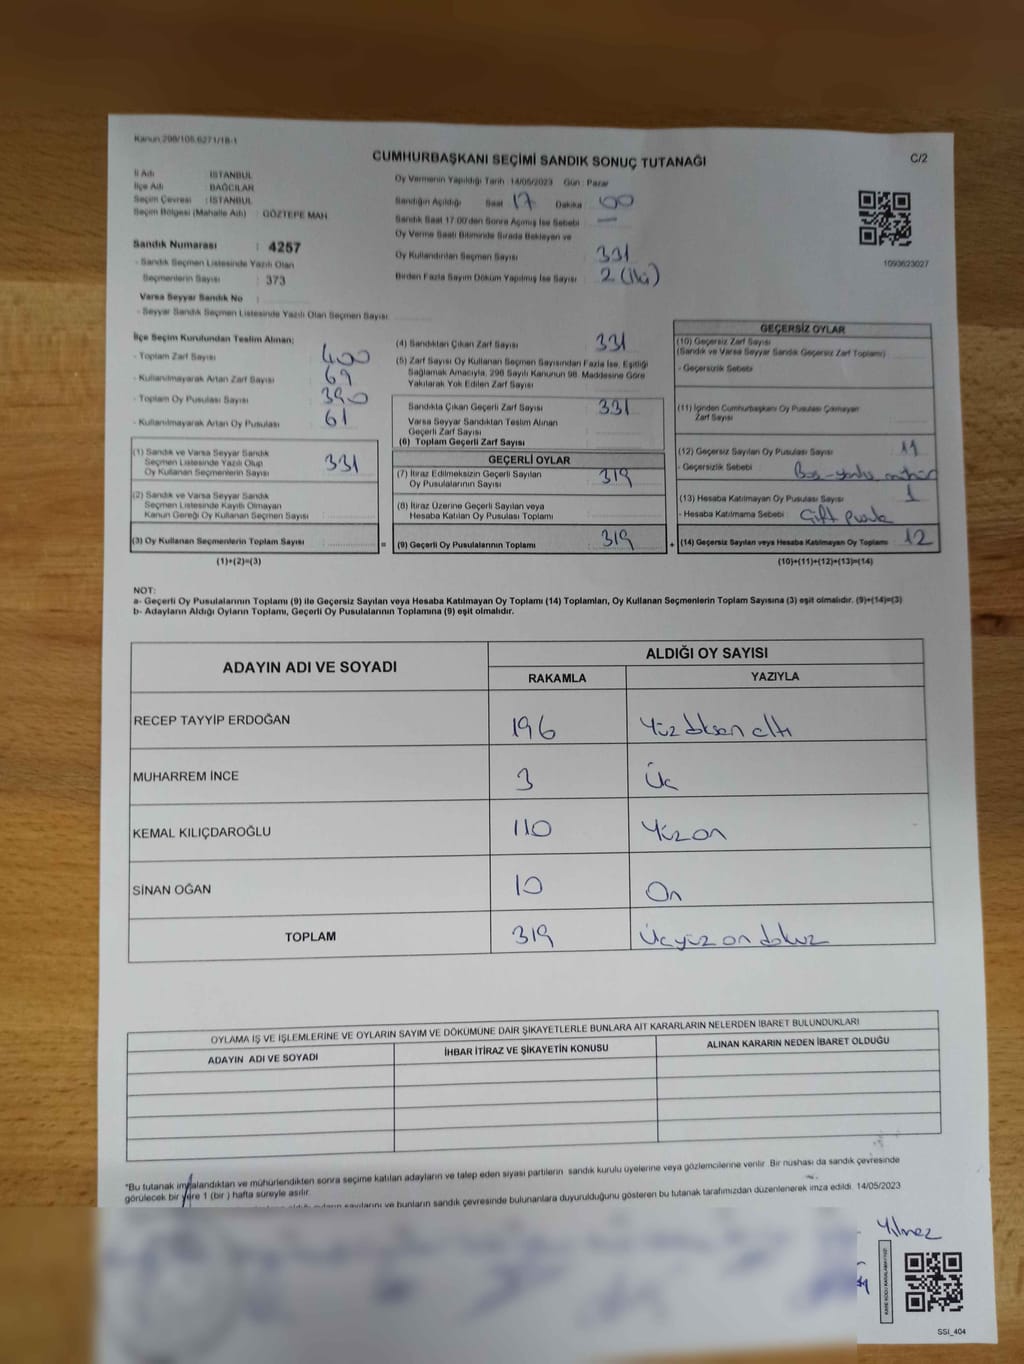 Kanun 298/105,6271/18-1
CUMHURBAŞKANI SEÇİMİ SANDIK SONUÇ TUTANAĞI
C/2
İl Adı : İSTANBUL
İlçe Adı : BAĞCILAR
Seçim Çevresi : İSTANBUL
Seçim Bölgesi (Mahalle Adı) : GÖZTEPE MAH
Sandık Numarası : 4257
- Sandık Seçmen Listesinde Yazılı Olan
Seçmenlerin Sayısı : 373
Varsa Seyyar Sandık No :
- Seyyar Sandık Seçmen Listesinde Yazılı Olan Seçmen Sayısı
Oy Vermenin Yapıldığı Tarih :14/05/2023 Gün : Pazar
Sandığın Açıldığı Saat 17 Dakika 00
Sandık Saat 17:00'den Sonra Açılmış İse Sebebi —
Oy Verme Saati Bitiminde Sırada Bekleyen ve
Oy Kullandırılan Seçmen Sayısı 331
Birden Fazla Sayım Döküm Yapılmış İse Sayısı 2 (İki)
1093623027
İlçe Seçim Kurulundan Teslim Alınan;
- Toplam Zarf Sayısı 400
- Kullanılmayarak Artan Zarf Sayısı 69
- Toplam Oy Pusulası Sayısı 390
- Kullanılmayarak Artan Oy Pusulası 61
(1) Sandık ve Varsa Seyyar Sandık
Seçmen Listesinde Yazılı Olup
Oy Kullanan Seçmenlerin Sayısı 331
(2) Sandık ve Varsa Seyyar Sandık
Seçmen Listesinde Kayıtlı Olmayan
Kanun Gereği Oy Kullanan Seçmen Sayısı
(3) Oy Kullanan Seçmenlerin Toplam Sayısı
(1)+(2)=(3)
=
(4) Sandıktan Çıkan Zarf Sayısı 331
(5) Zarf Sayısı Oy Kullanan Seçmen Sayısından Fazla İse, Eşitliği
Sağlamak Amacıyla, 298 Sayılı Kanunun 98. Maddesine Göre
Yakılarak Yok Edilen Zarf Sayısı
Sandıkta Çıkan Geçerli Zarf Sayısı 331
Varsa Seyyar Sandıktan Teslim Alınan
Geçerli Zarf Sayısı
(6) Toplam Geçerli Zarf Sayısı
GEÇERLİ OYLAR
(7) İtiraz Edilmeksizin Geçerli Sayılan
Oy Pusulalarının Sayısı 319
(8) İtiraz Üzerine Geçerli Sayılan veya
Hesaba Katılan Oy Pusulası Toplamı
(9) Geçerli Oy Pusulalarının Toplamı 319
+
GEÇERSİZ OYLAR
(10) Geçersiz Zarf Sayısı
(Sandık ve Varsa Seyyar Sandık Geçersiz Zarf Toplamı)
- Geçersizlik Sebebi
(11) İçinden Cumhurbaşkanı Oy Pusulası Çıkmayan
Zarf Sayısı
(12) Geçersiz Sayılan Oy Pusulası Sayısı 11
- Geçersizlik Sebebi Boş-yanlış mühür
(13) Hesaba Katılmayan Oy Pusulası Sayısı 1
- Hesaba Katılmama Sebebi Çift pusula
(14) Geçersiz Sayılan veya Hesaba Katılmayan Oy Toplamı 12
(10)+(11)+(12)+(13)=(14)
NOT:
a- Geçerli Oy Pusulalarının Toplamı (9) ile Geçersiz Sayılan veya Hesaba Katılmayan Oy Toplamı (14) Toplamları, Oy Kullanan Seçmenlerin Toplam Sayısına (3) eşit olmalıdır. (9)+(14)=(3)
b- Adayların Aldığı Oyların Toplamı, Geçerli Oy Pusulalarının Toplamına (9) eşit olmalıdır.
ADAYIN ADI VE SOYADI ALDIĞI OY SAYISI
RAKAMLA YAZIYLA
RECEP TAYYİP ERDOĞAN 196 Yüz doksan altı
MUHARREM İNCE 3 Üç
KEMAL KILIÇDAROĞLU 110 Yüz on
SİNAN OĞAN 10 On
TOPLAM 319 Üçyüz on dokuz
OYLAMA İŞ VE İŞLEMLERİNE VE OYLARIN SAYIM VE DÖKÜMÜNE DAİR ŞİKAYETLERLE BUNLARA AİT KARARLARIN NELERDEN İBARET BULUNDUKLARI
ADAYIN ADI VE SOYADI İHBAR İTİRAZ VE ŞİKAYETİN KONUSU ALINAN KARARIN NEDEN İBARET OLDUĞU
"Bu tutanak imzalandıktan ve mühürlendikten sonra seçime katılan adayların ve talep eden siyasi partilerin sandık kurulu üyelerine veya gözlemcilerine verilir. Bir nüshası da sandık çevresinde
görülecek bir yere 1 (bir ) hafta süreyle asılır.
sayılarını ve bunların sandık çevresinde bulunanlara duyurulduğunu gösteren bu tutanak tarafımızdan düzenlenerek imza edildi. 14/05/2023
Yılmaz
KARE KODU KARALAMAYINIZ!
SSİ_404